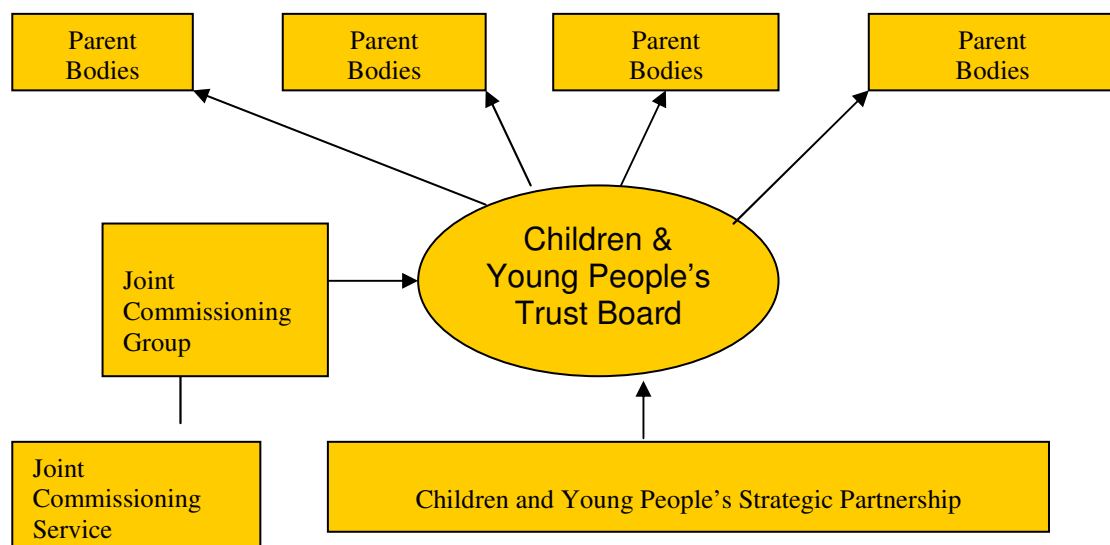 Parent
Bodies
Parent
Bodies
Parent
Bodies
Parent
Bodies
Children &
Young People’s
Trust Board
Joint
Commissioning
Group
Joint
Commissioning
Service
Children and Young People’s Strategic Partnership